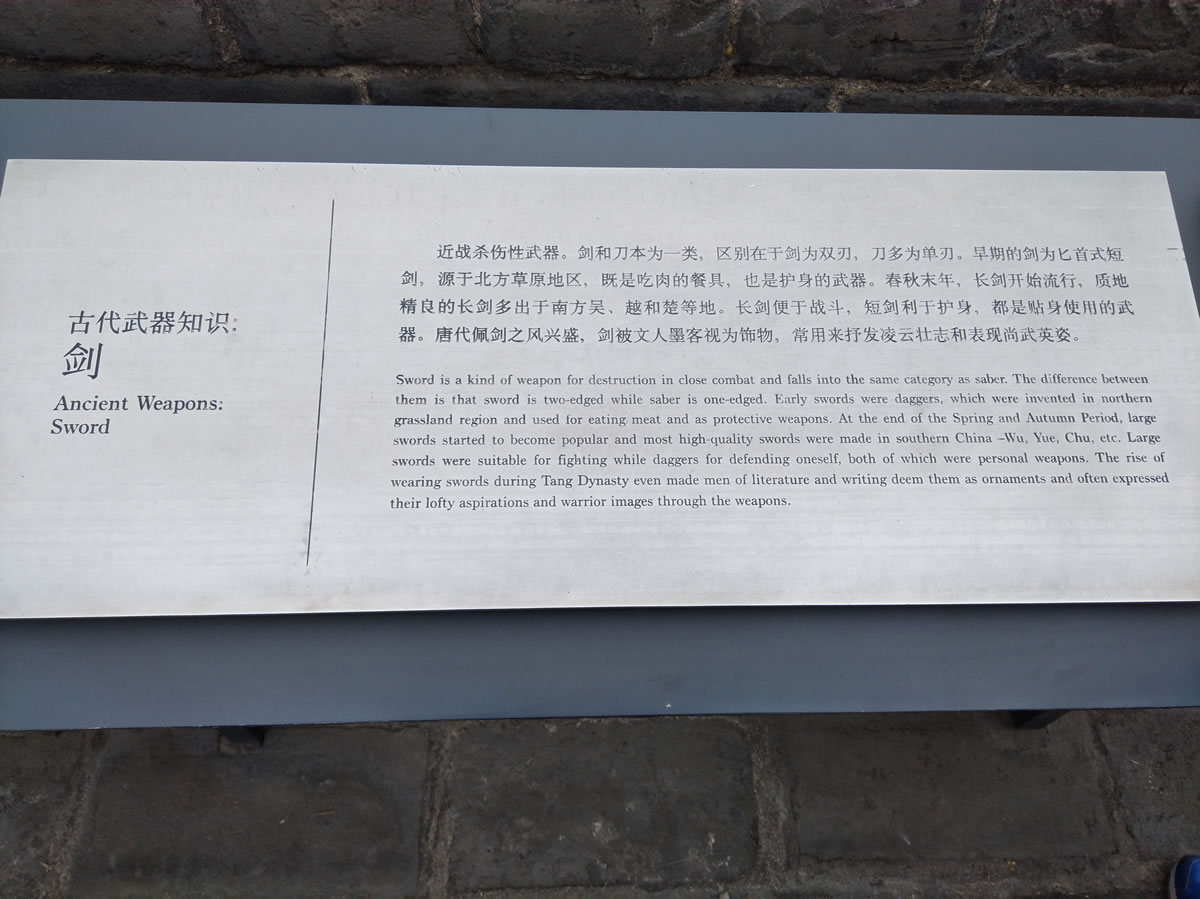 古代武器知识:
剑
Ancient Weapons:
Sword
近战杀伤性武器。剑和刀本为一类，区别在于剑为双刃，刀多为单刃。早期的剑为匕首式短
剑，源于北方草原地区，既是吃肉的餐具，也是护身的武器。春秋末年，长剑开始流行，质地
精良的长剑多出于南方吴、越和楚等地。长剑便于战斗，短剑利于护身，都是贴身使用的武
器。唐代佩剑之风兴盛，剑被文人墨客视为饰物，常用来抒发凌云壮志和表现尚武英姿。
Sword is a kind of weapon for destruction in close combat and falls into the same category as saber. The difference between
them is that sword is two-edged while saber is one-edged. Early swords were daggers, which were invented in northern
grassland region and used for eating meat and as protective weapons. At the end of the Spring and Autumn Period, large
swords started to become popular and most high-quality swords were made in southern China –Wu, Yue, Chu, etc. Large
swords were suitable for fighting while daggers for defending oneself, both of which were personal weapons. The rise of
wearing swords during Tang Dynasty even made men of literature and writing deem them as ornaments and often expressed
their lofty aspirations and warrior images through the weapons.